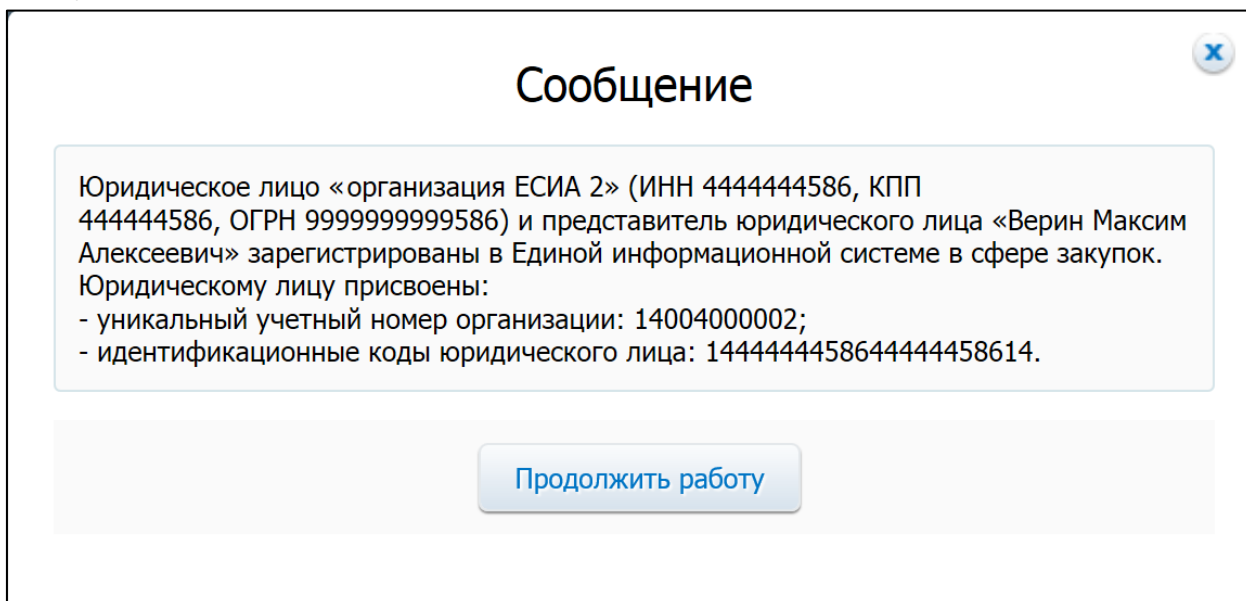 Сообщение
x
Юридическое лицо «организация ЕСИА 2» (ИНН 4444444586, КПП
444444586, ОГРН 9999999999586) и представитель юридического лица «Верин Максим
Алексеевич» зарегистрированы в Единой информационной системе в сфере закупок.
Юридическому лицу присвоены:
- уникальный учетный номер организации: 14004000002;
- идентификационные коды юридического лица: 1444444458644444458614.
Продолжить работу